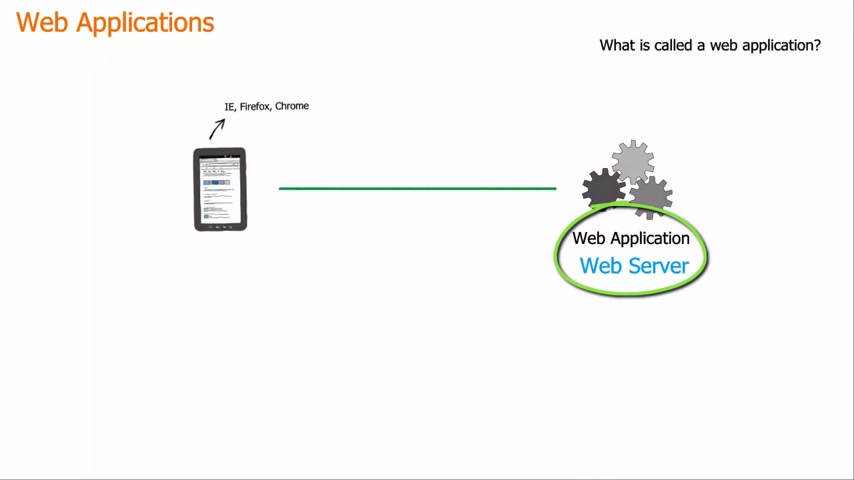 Web Applications
What is called a web application?
IE, Firefox, Chrome
Web Application
Web Server